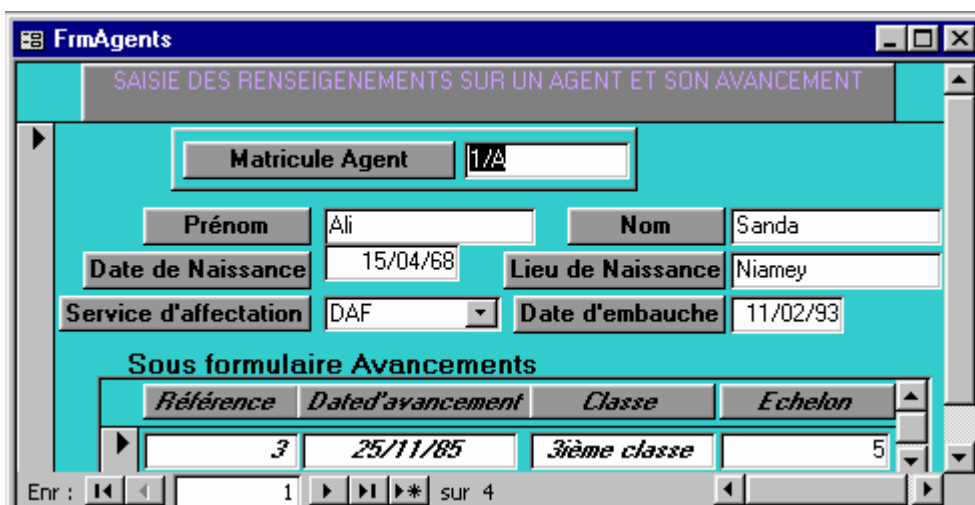 FrmAgents
SAISIE DES RENSEIGENEMENTS SUR UN AGENT ET SON AVANCEMENT
Matricule Agent 1/A
Prénom Ali Nom Sanda
Date de Naissance 15/04/68 Lieu de Naissance Niamey
Service d'affectation DAF Date d'embauche 11/02/93
Sous formulaire Avancements
Référence Dated'avancement Classe Echelon
3 25/11/85 3ième classe 5
Enr : 1 sur 4